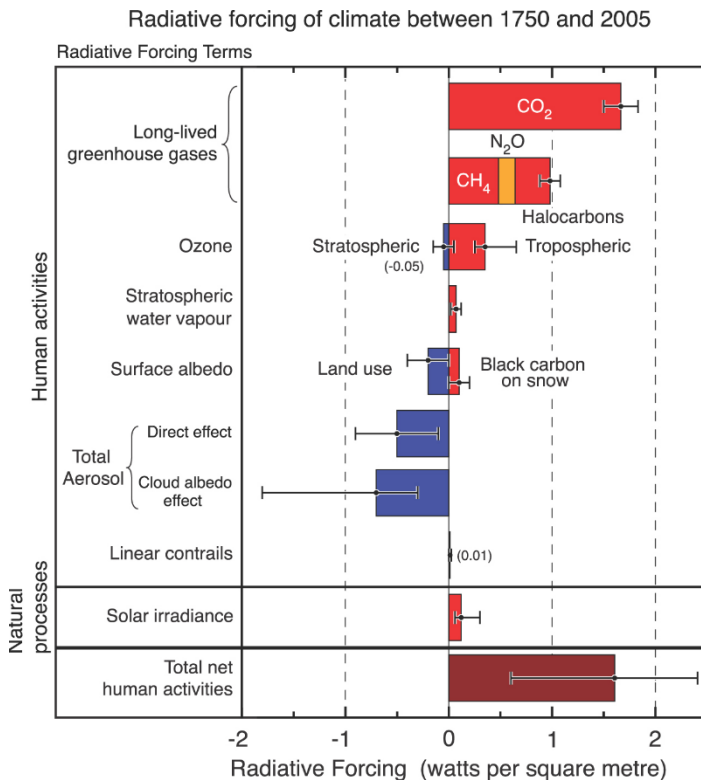 Radiative forcing of climate between 1750 and 2005
Radiative Forcing Terms
Human activities
Long-lived
greenhouse gases
CO₂
N₂O
CH₄
Halocarbons
Ozone
Stratospheric
(-0.05)
Tropospheric
Stratospheric
water vapour
Surface albedo
Land use
Black carbon
on snow
Total
Aerosol
Direct effect
Cloud albedo
effect
Linear contrails
(0.01)
Natural
processes
Solar irradiance
Total net
human activities
-2 -1 0 1 2
Radiative Forcing (watts per square metre)